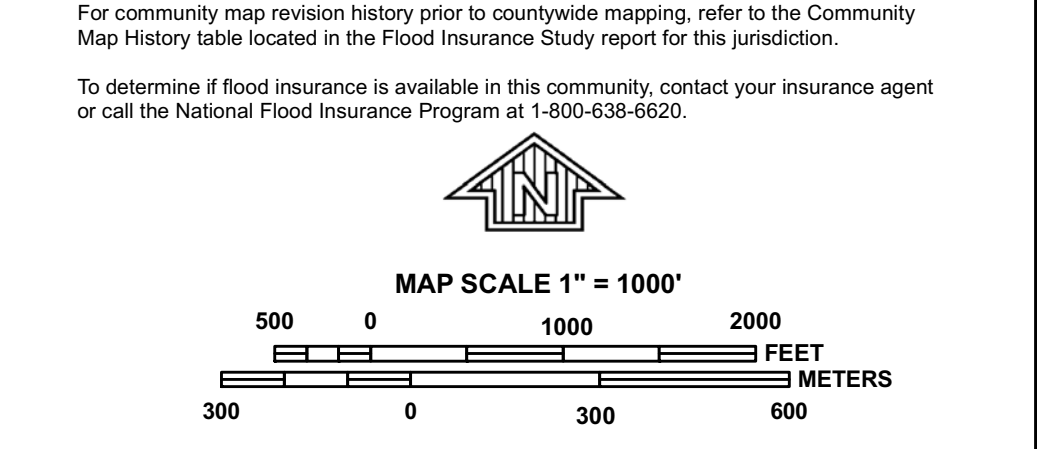 For community map revision history prior to countywide mapping, refer to the Community
Map History table located in the Flood Insurance Study report for this jurisdiction.
To determine if flood insurance is available in this community, contact your insurance agent
or call the National Flood Insurance Program at 1-800-638-6620.
N
MAP SCALE 1" = 1000'
500 0 1000 2000
FEET
METERS
300 0 300 600